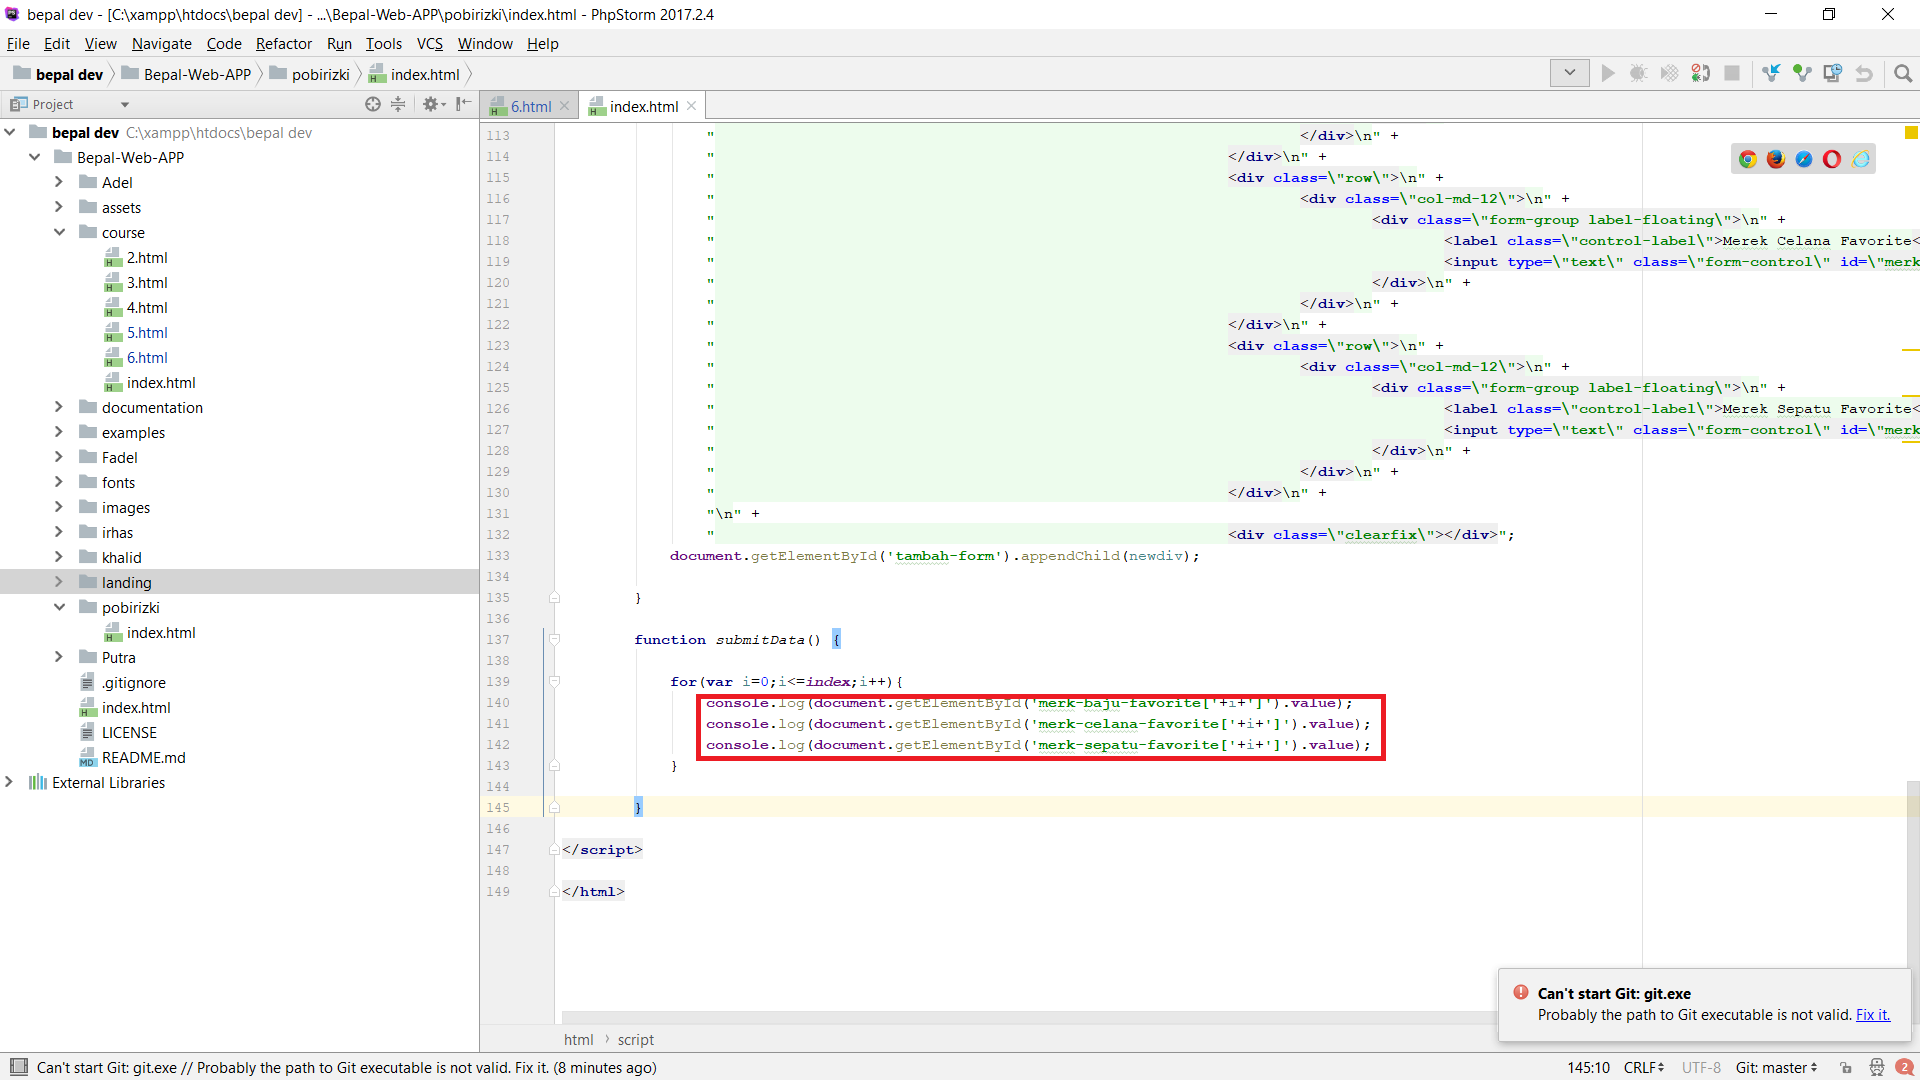 bepal dev - [C:\xampp\htdocs\bepal dev] - ...\Bepal-Web-APP\pobirizki\index.html - PhpStorm 2017.2.4
File Edit View Navigate Code Refactor Run Tools VCS Window Help
bepal dev Bepal-Web-APP pobirizki index.html
Project
bepal dev C:\xampp\htdocs\bepal dev
Bepal-Web-APP
Adel
assets
course
2.html
3.html
4.html
5.html
6.html
index.html
documentation
examples
Fadel
fonts
images
irhas
khalid
landing
pobirizki
index.html
Putra
.gitignore
index.html
LICENSE
README.md
External Libraries
6.html index.html
113 " </div>\n" +
114 " </div>\n" +
115 " <div class=\"row\">\n" +
116 " <div class=\"col-md-12\">\n" +
117 " <div class=\"form-group label-floating\">\n" +
118 " <label class=\"control-label\">Merek Celana Favorite<
119 " <input type=\"text\" class=\"form-control\" id=\"merk
120 " </div>\n" +
121 " </div>\n" +
122 " </div>\n" +
123 " <div class=\"row\">\n" +
124 " <div class=\"col-md-12\">\n" +
125 " <div class=\"form-group label-floating\">\n" +
126 " <label class=\"control-label\">Merek Sepatu Favorite<
127 " <input type=\"text\" class=\"form-control\" id=\"merk
128 " </div>\n" +
129 " </div>\n" +
130 " </div>\n" +
131 "\n" +
132 " <div class=\"clearfix\"></div>";
133 document.getElementById('tambah-form').appendChild(newdiv);
134
135 }
136
137 function submitData() {
138
139 for(var i=0;i<=index;i++){
140 console.log(document.getElementById('merk-baju-favorite['+i+']').value);
141 console.log(document.getElementById('merk-celana-favorite['+i+']').value);
142 console.log(document.getElementById('merk-sepatu-favorite['+i+']').value);
143 }
144
145 }
146
147 </script>
148
149 </html>
html script
Can't start Git: git.exe
Probably the path to Git executable is not valid. Fix it.
Can't start Git: git.exe // Probably the path to Git executable is not valid. Fix it. (8 minutes ago)
145:10 CRLF UTF-8 Git: master 2